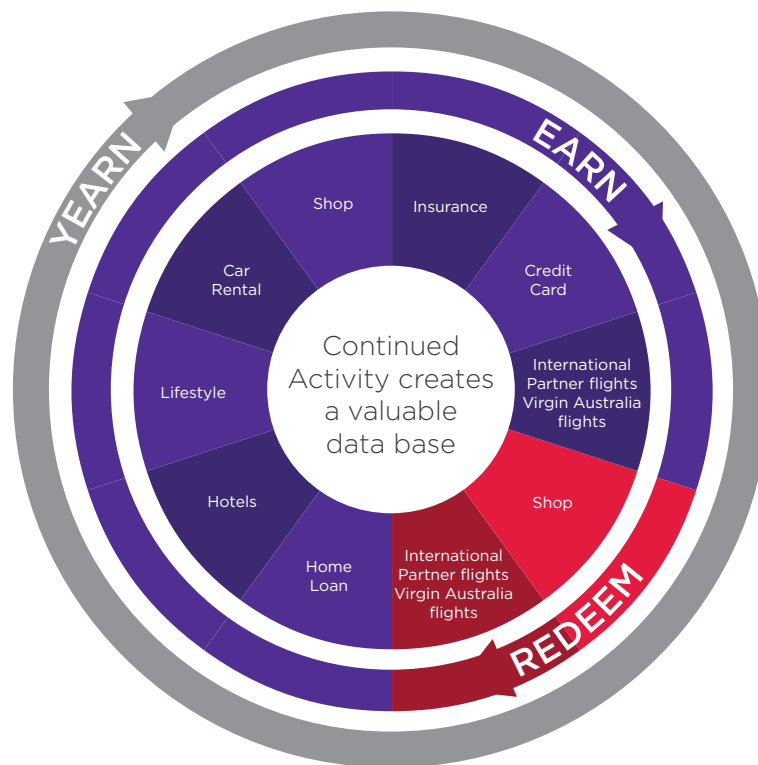 YEARN
EARN
Shop
Insurance
Car
Rental
Credit
Card
Continued
Activity creates
a valuable
data base
Lifestyle
International
Partner flights
Virgin Australia
flights
Hotels
Shop
Home
Loan
International
Partner flights
Virgin Australia
flights
REDEEM